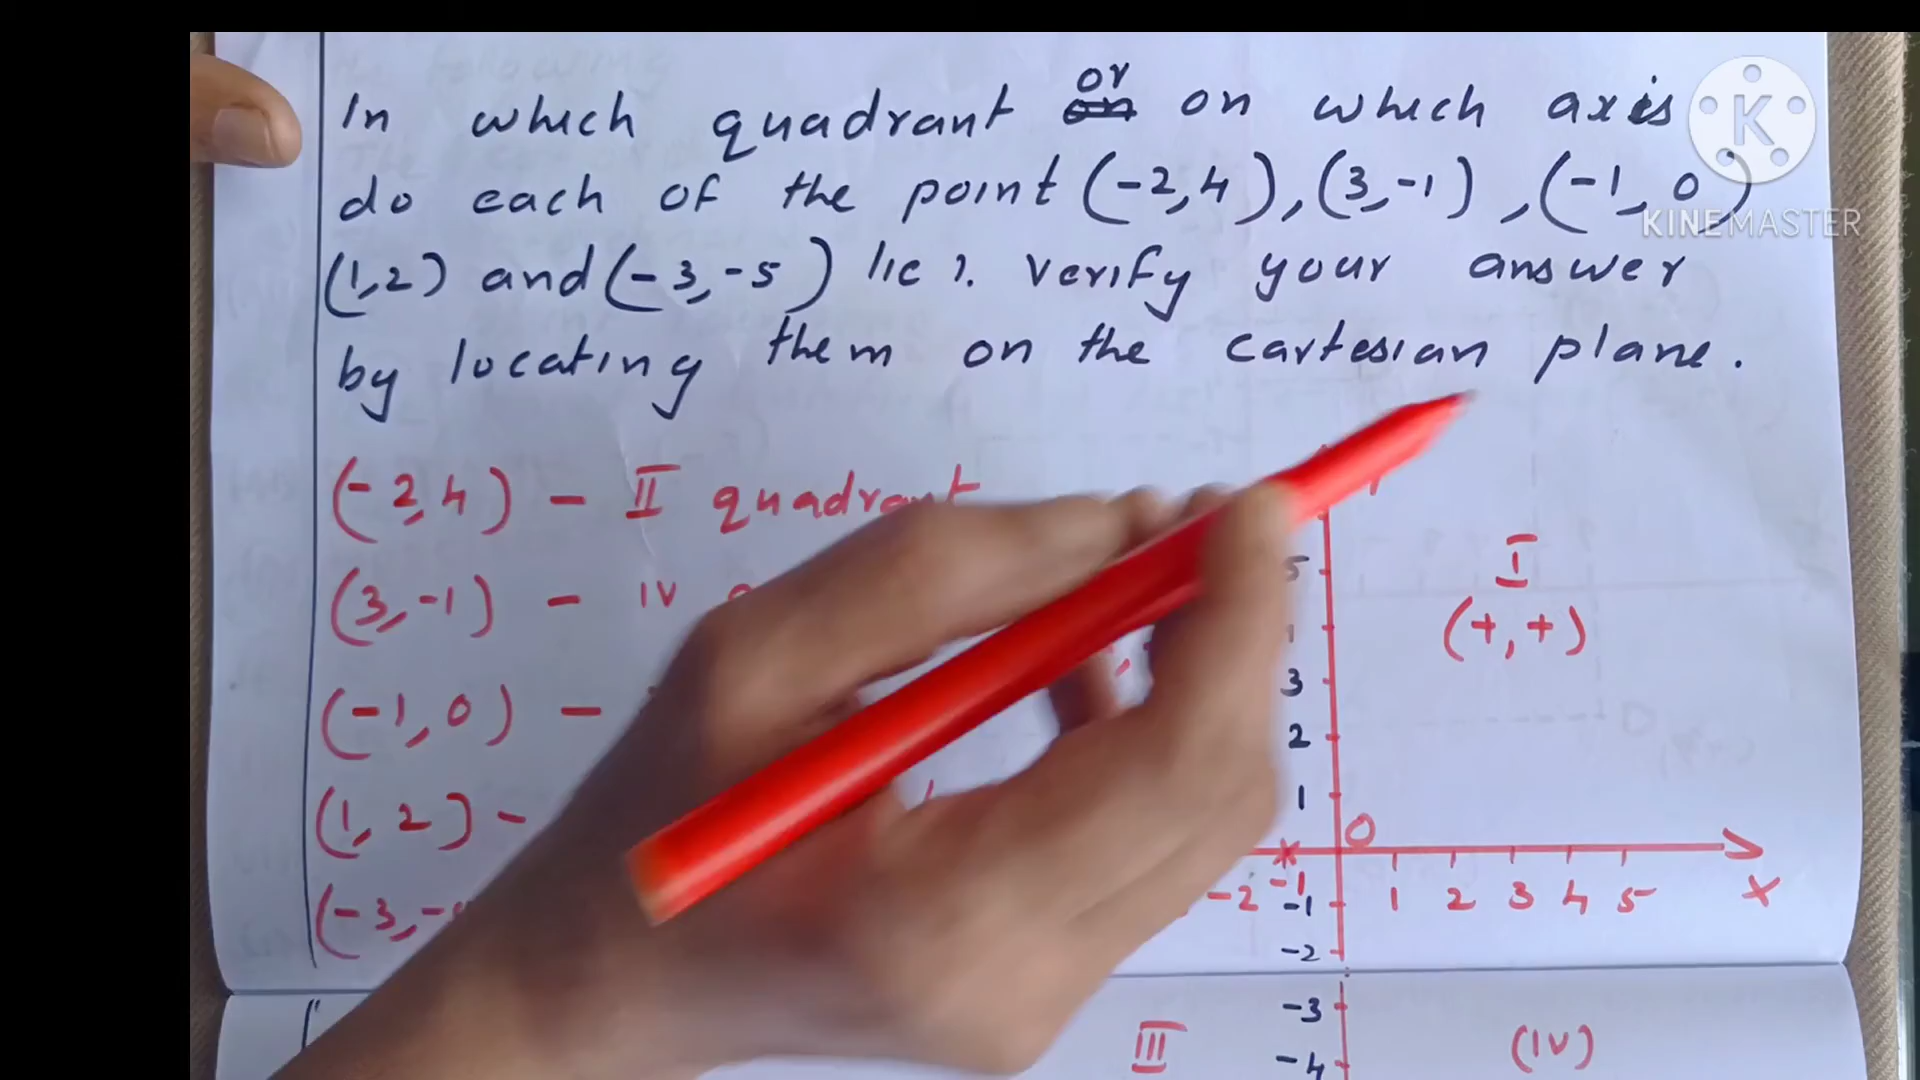 In which quadrant or on which axis
do each of the point (-2,4), (3,-1), (-1,0)
(1,2) and (-3,-5) lie ?. Verify your answer
by locating them on the cartesian plane.
(-2,4) - II quadrant
(3,-1) - IV
(-1,0) -
(1,2) -
(-3,-
5
I
(+,+)
3
2
1
O
-2 -1 1 2 3 4 5 X
-1
-2
-3
III (IV)
-4
K
KINEMASTER